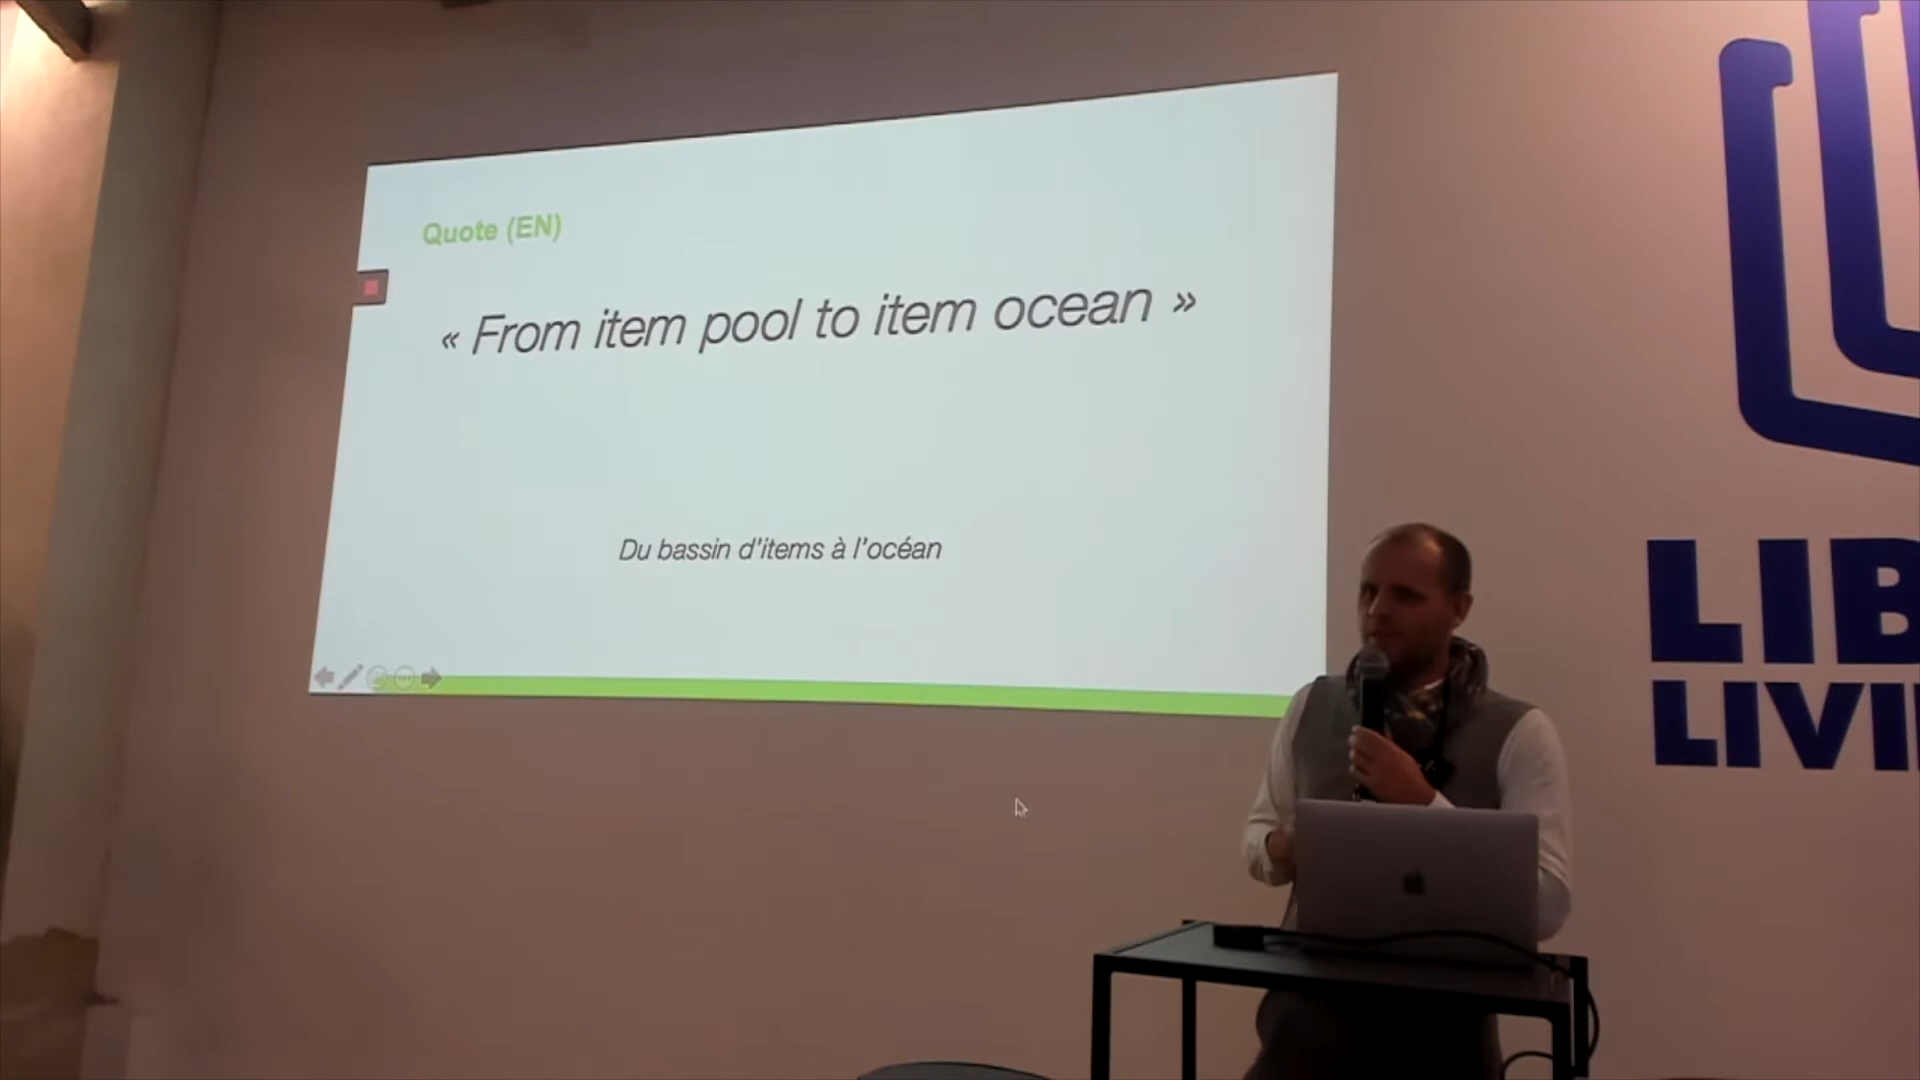 Quote (EN)
« From item pool to item ocean »
Du bassin d'items à l'océan
LIB
LIVI